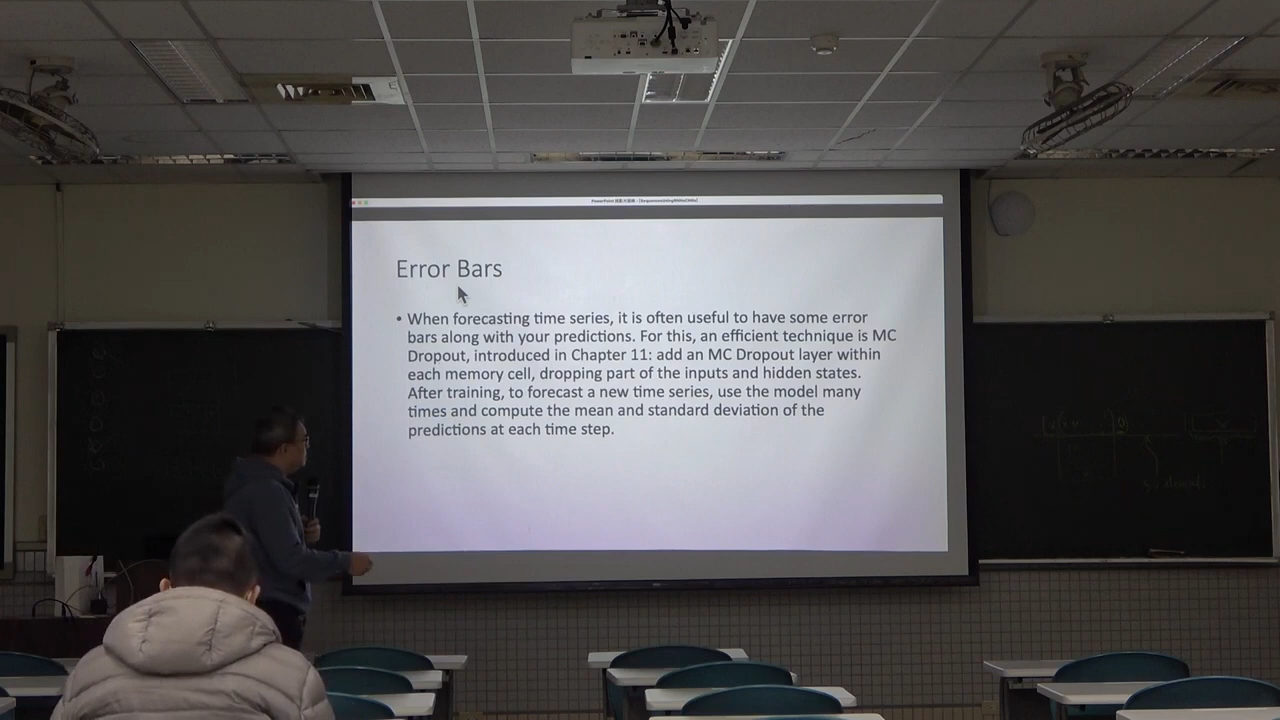 Error Bars
• When forecasting time series, it is often useful to have some error
bars along with your predictions. For this, an efficient technique is MC
Dropout, introduced in Chapter 11: add an MC Dropout layer within
each memory cell, dropping part of the inputs and hidden states.
After training, to forecast a new time series, use the model many
times and compute the mean and standard deviation of the
predictions at each time step.